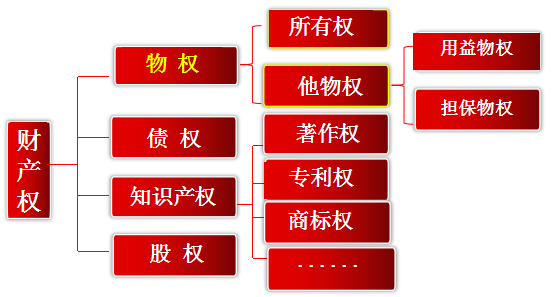 财产权
物 权
所有权
他物权
用益物权
担保物权
债 权
知识产权
著作权
专利权
商标权
······
股 权